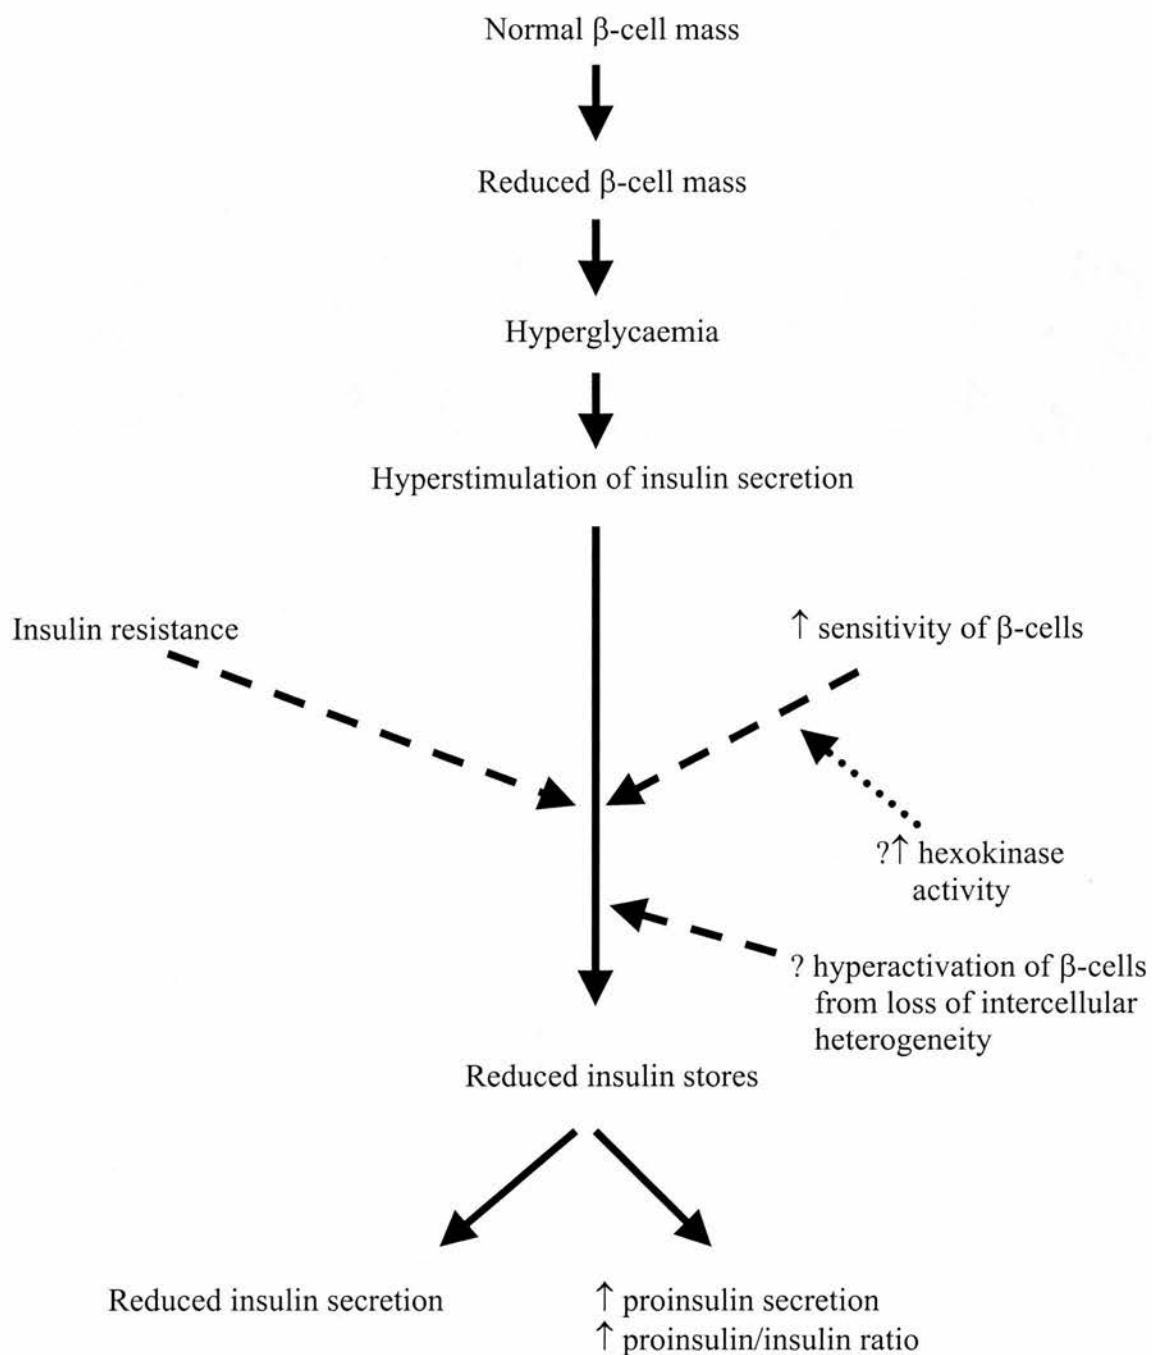 Normal β-cell mass
Reduced β-cell mass
Hyperglycaemia
Hyperstimulation of insulin secretion
Insulin resistance
↑ sensitivity of β-cells
?↑ hexokinase
activity
? hyperactivation of β-cells
from loss of intercellular
heterogeneity
Reduced insulin stores
Reduced insulin secretion
↑ proinsulin secretion
↑ proinsulin/insulin ratio